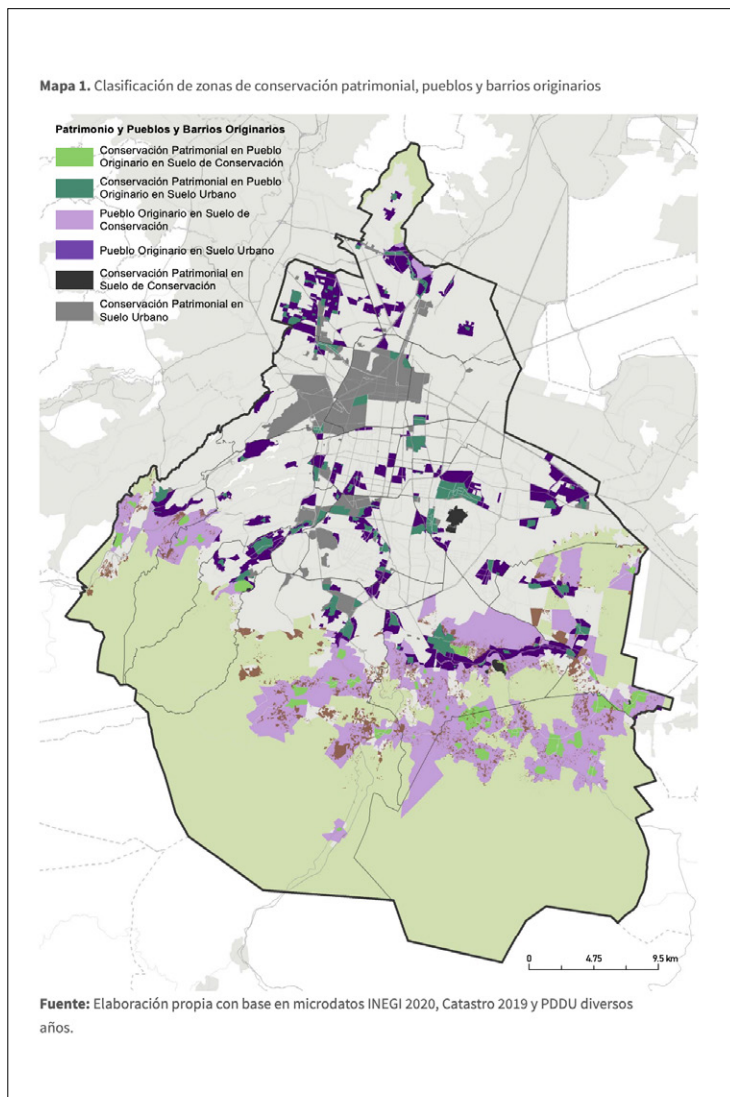 Mapa 1. Clasificación de zonas de conservación patrimonial, pueblos y barrios originarios
Patrimonio y Pueblos y Barrios Originarios
Conservación Patrimonial en Pueblo
Originario en Suelo de Conservación
Conservación Patrimonial en Pueblo
Originario en Suelo Urbano
Pueblo Originario en Suelo de
Conservación
Pueblo Originario en Suelo Urbano
Conservación Patrimonial en
Suelo de Conservación
Conservación Patrimonial en
Suelo Urbano
0 4.75 9.5 km
Fuente: Elaboración propia con base en microdatos INEGI 2020, Catastro 2019 y PDDU diversos
años.